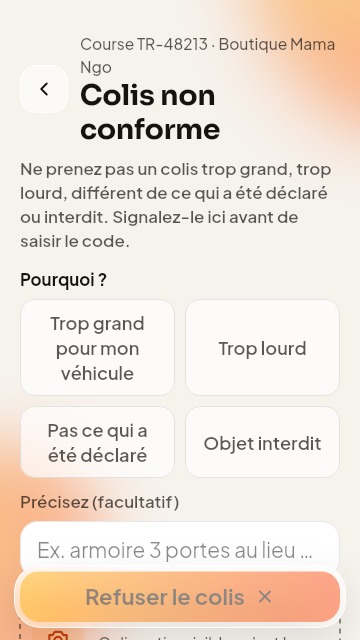 Course TR-48213 · Boutique Mama
Ngo
Colis non
conforme
Ne prenez pas un colis trop grand, trop
lourd, différent de ce qui a été déclaré
ou interdit. Signalez-le ici avant de
saisir le code.
Pourquoi ?
Trop grand
pour mon
véhicule
Trop lourd
Pas ce qui a
été déclaré
Objet interdit
Précisez (facultatif)
Ex. armoire 3 portes au lieu ...
Refuser le colis